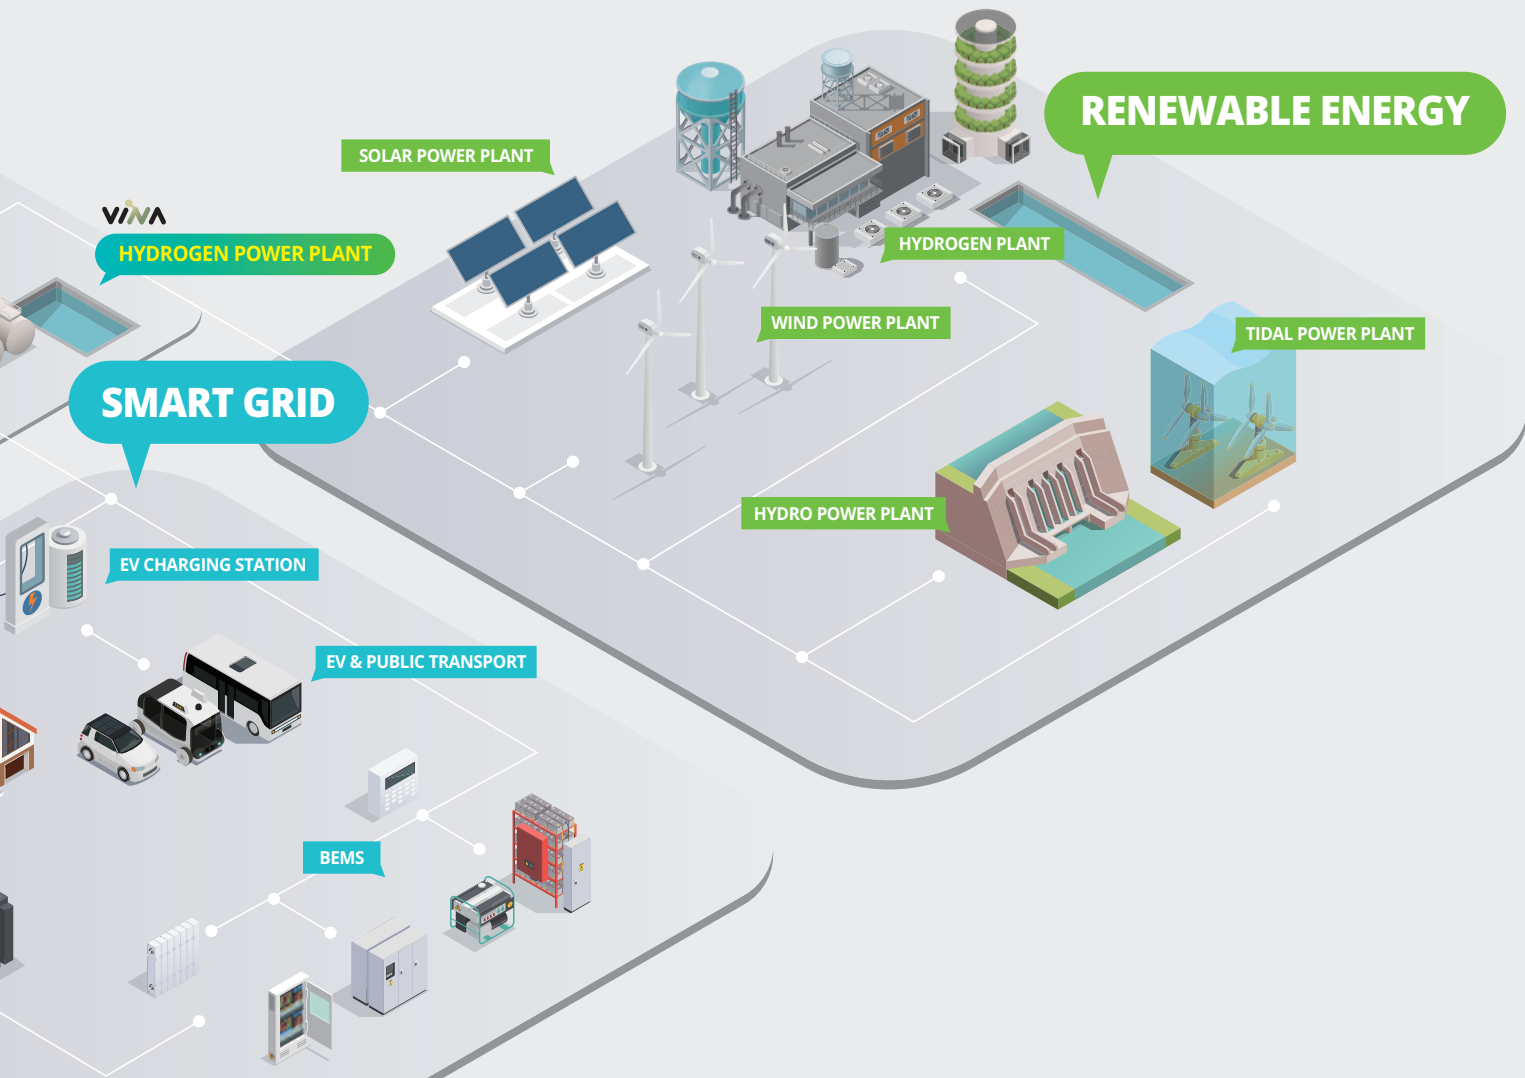 RENEWABLE ENERGY
SOLAR POWER PLANT
VINA
HYDROGEN POWER PLANT
HYDROGEN PLANT
WIND POWER PLANT
TIDAL POWER PLANT
SMART GRID
HYDRO POWER PLANT
EV CHARGING STATION
EV & PUBLIC TRANSPORT
BEMS